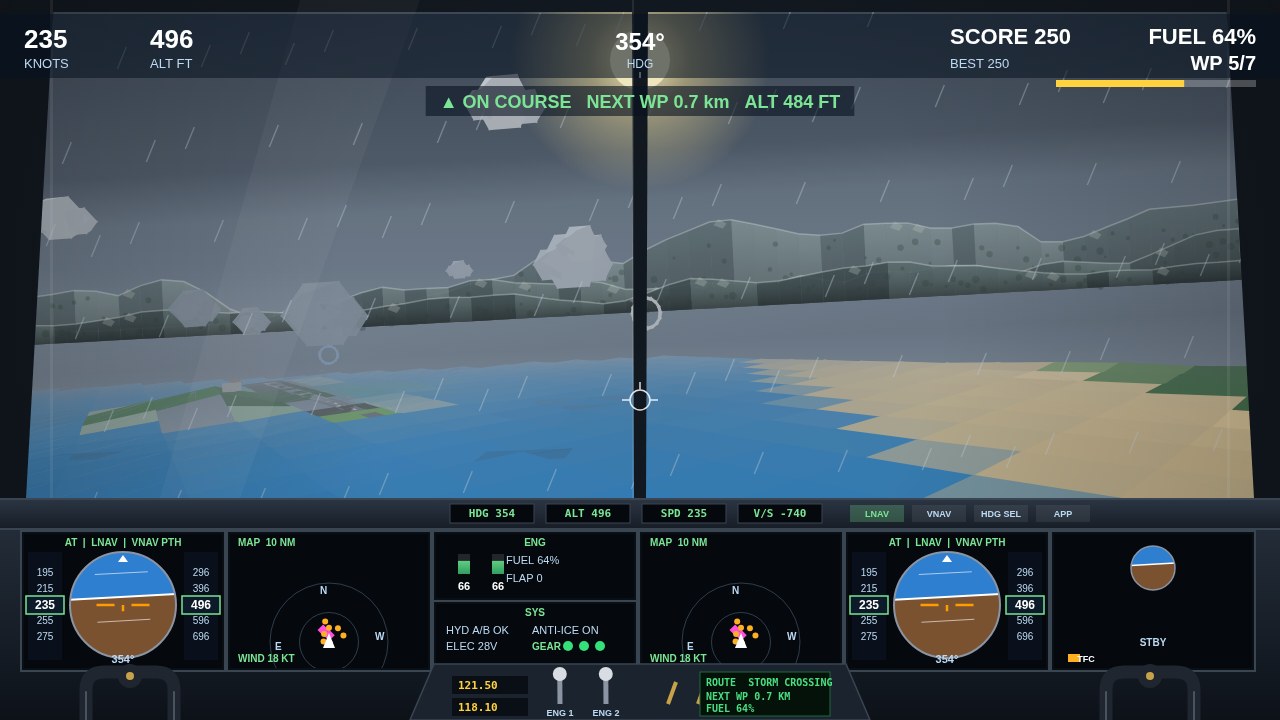 235
KNOTS
496
ALT FT
354°
HDG
SCORE 250
BEST 250
FUEL 64%
WP 5/7
▲ ON COURSE NEXT WP 0.7 km ALT 484 FT
HDG 354
ALT 496
SPD 235
V/S -740
LNAV
VNAV
HDG SEL
APP
AT | LNAV | VNAV PTH
195
215
235
255
275
296
396
496
596
696
354°
MAP 10 NM
N
E
W
WIND 18 KT
ENG
FUEL 64%
FLAP 0
66
66
SYS
HYD A/B OK
ANTI-ICE ON
ELEC 28V
GEAR
MAP 10 NM
N
E
W
WIND 18 KT
AT | LNAV | VNAV PTH
195
215
235
255
275
296
396
496
596
696
354°
STBY
TFC
121.50
118.10
ENG 1
ENG 2
ROUTE STORM CROSSING
NEXT WP 0.7 KM
FUEL 64%